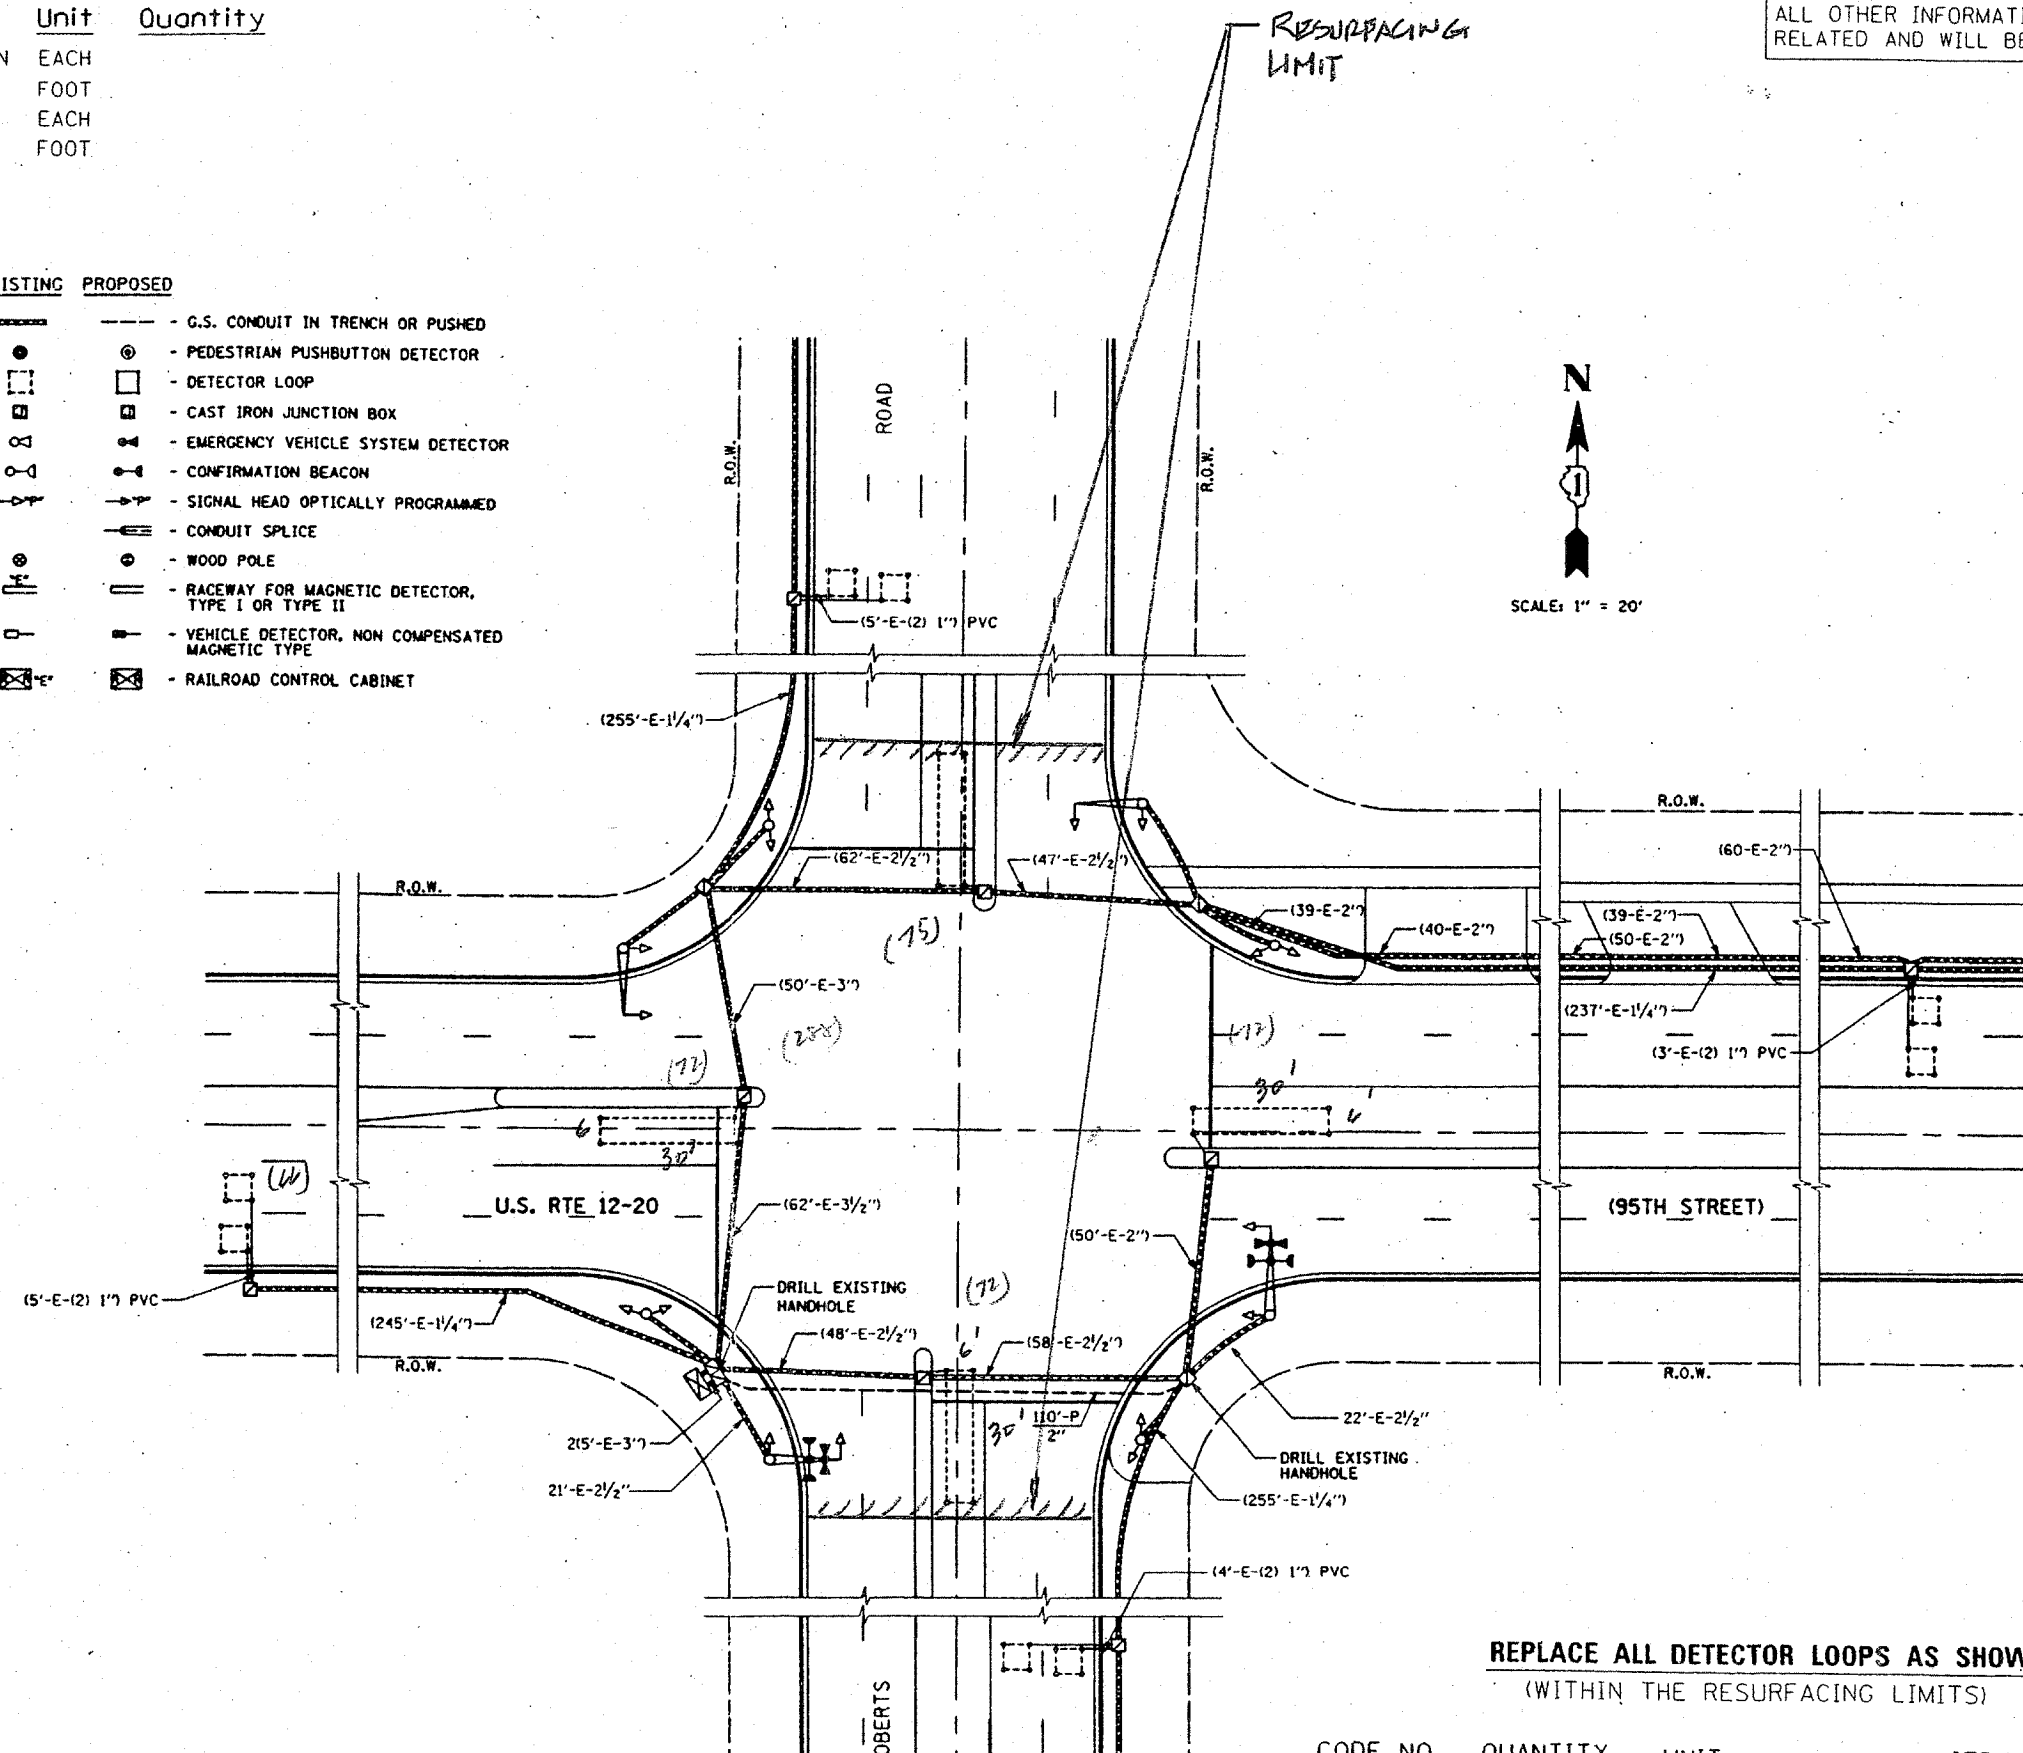 Unit Quantity
N EACH
FOOT
EACH
FOOT
RESURFACING
LIMIT
ALL OTHER INFORMATI
RELATED AND WILL BE
ISTING PROPOSED
- G.S. CONDUIT IN TRENCH OR PUSHED
- PEDESTRIAN PUSHBUTTON DETECTOR
- DETECTOR LOOP
- CAST IRON JUNCTION BOX
- EMERGENCY VEHICLE SYSTEM DETECTOR
- CONFIRMATION BEACON
"P" "P" - SIGNAL HEAD OPTICALLY PROGRAMMED
- CONDUIT SPLICE
- WOOD POLE
"E" - RACEWAY FOR MAGNETIC DETECTOR,
TYPE I OR TYPE II
- VEHICLE DETECTOR, NON COMPENSATED
MAGNETIC TYPE
"E" - RAILROAD CONTROL CABINET
ROAD
R.O.W.
R.O.W.
N
1
SCALE: 1" = 20'
(5'-E-(2) 1") PVC
(255'-E-1¼")
R.O.W.
(60-E-2")
(62'-E-2½")
(47'-E-2½")
R.O.W.
(39-E-2")
(39-E-2")
(40-E-2")
(50-E-2")
(75)
(50'-E-3")
(237'-E-1¼")
(72)
(72)
(3'-E-(2) 1") PVC
30'
6'
6
30'
U.S. RTE 12-20
(62'-E-3½")
(95TH STREET)
(50'-E-2")
(5'-E-(2) 1") PVC
DRILL EXISTING
HANDHOLE
(72)
(245'-E-1¼")
(48'-E-2½")
6'
(58'-E-2½")
R.O.W.
R.O.W.
30'
110'-P
2"
22'-E-2½"
2(5'-E-3")
DRILL EXISTING
HANDHOLE
21'-E-2½"
(255'-E-1¼")
(4'-E-(2) 1") PVC
OBERTS
REPLACE ALL DETECTOR LOOPS AS SHOW
(WITHIN THE RESURFACING LIMITS)
CODE NO QUANTITY UNIT